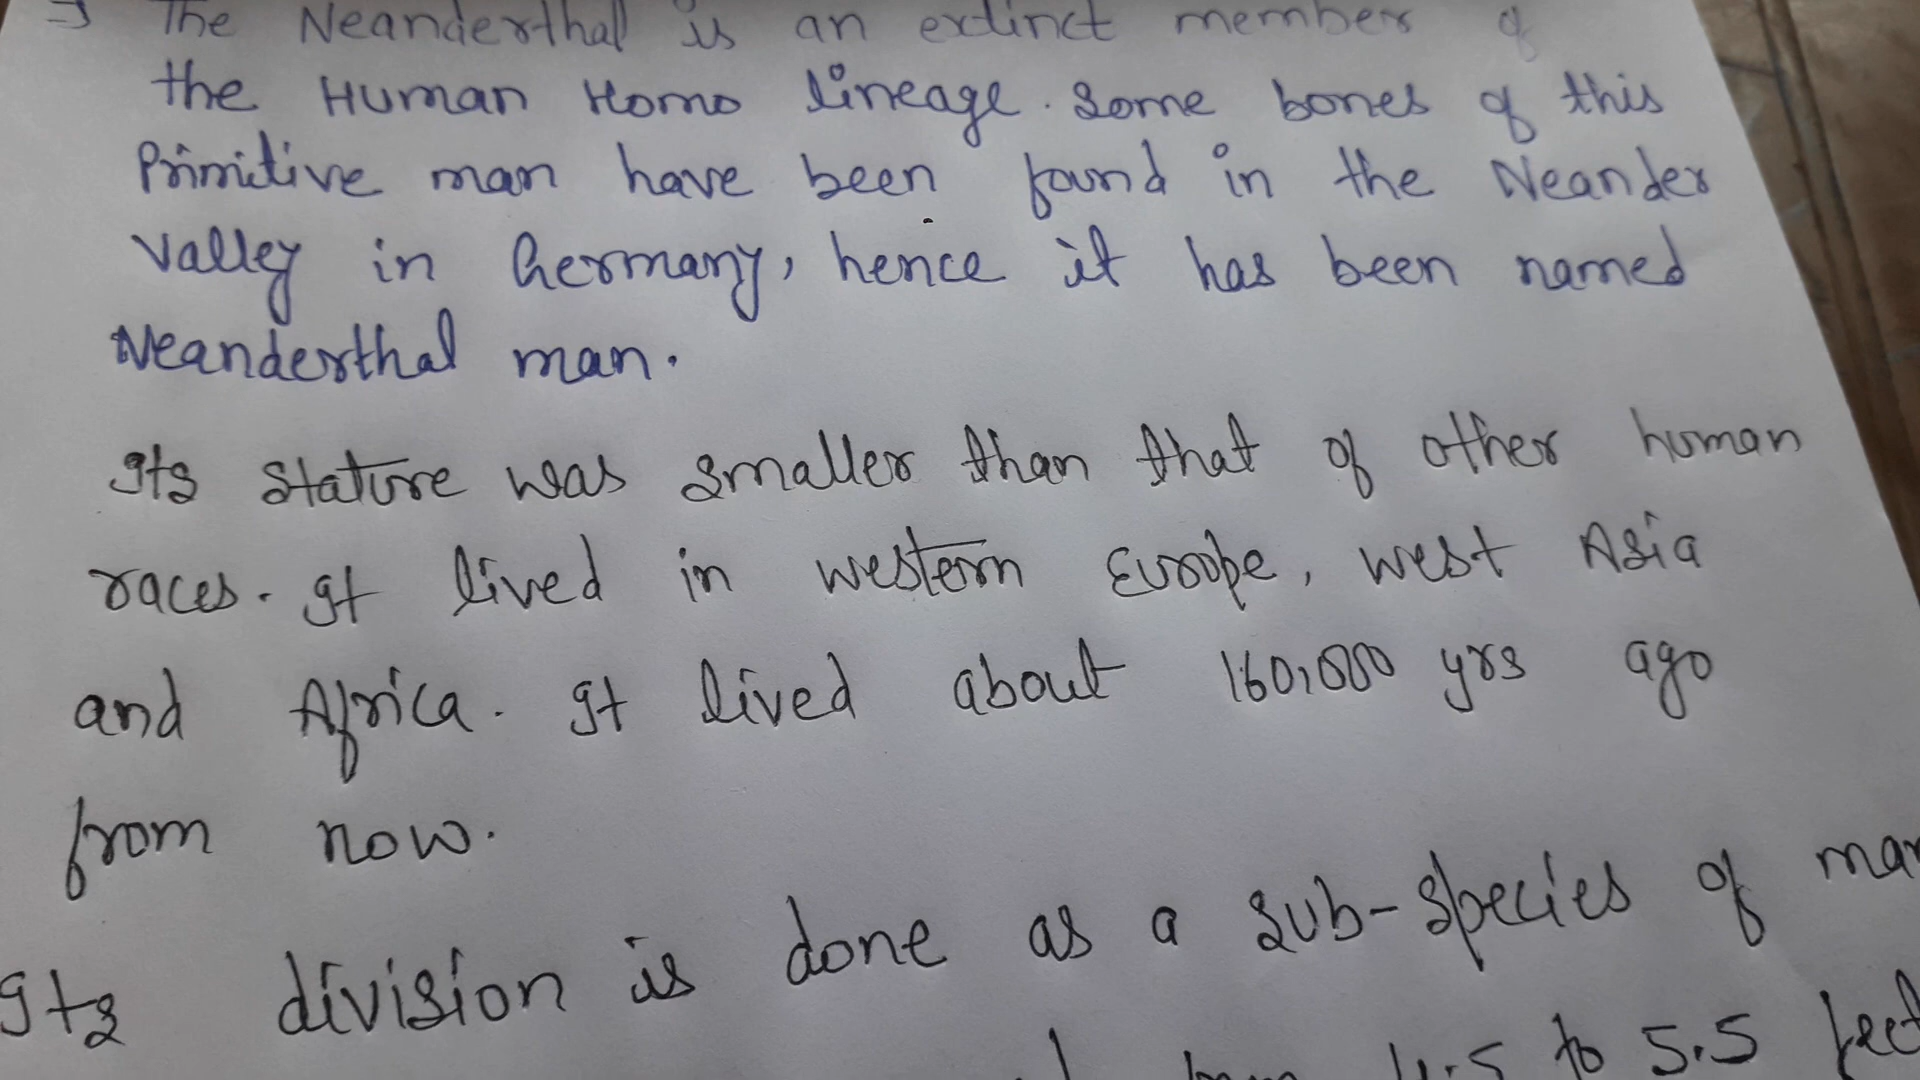 → The Neanderthal is an extinct member of
the Human Homo lineage. Some bones of this
Primitive man have been found in the Neander
valley in Germany, hence it has been named
Neanderthal man.
Its stature was smaller than that of other human
races. It lived in western Europe, west Asia
and Africa. It lived about 160,000 yrs ago
from now.
Its division is done as a sub-species of man
4.5 to 5.5 feet